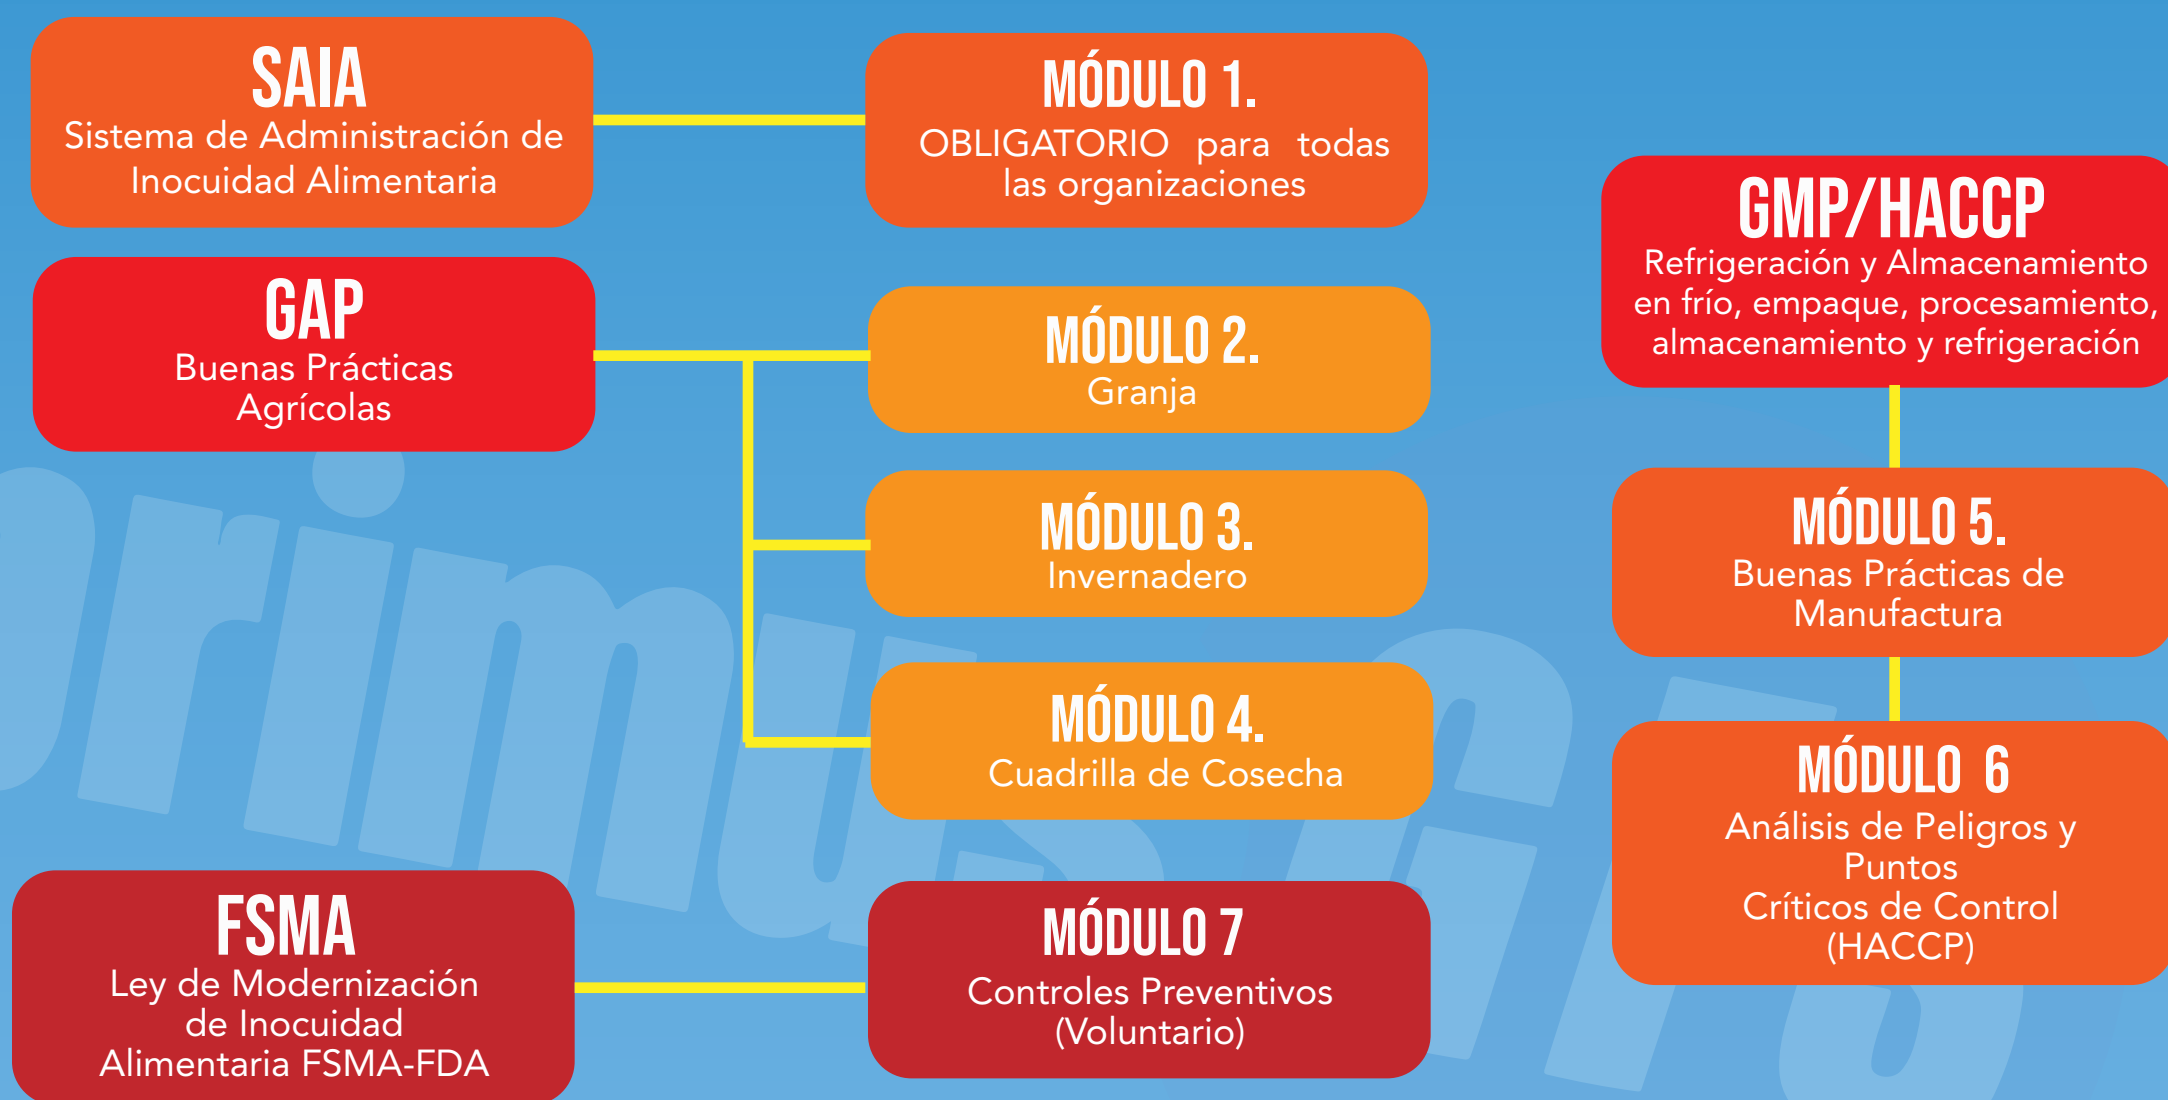 SAIA
Sistema de Administración de
Inocuidad Alimentaria
MÓDULO 1.
OBLIGATORIO para todas
las organizaciones
GAP
Buenas Prácticas
Agrícolas
MÓDULO 2.
Granja
MÓDULO 3.
Invernadero
MÓDULO 4.
Cuadrilla de Cosecha
FSMA
Ley de Modernización
de Inocuidad
Alimentaria FSMA-FDA
MÓDULO 7
Controles Preventivos
(Voluntario)
GMP/HACCP
Refrigeración y Almacenamiento
en frío, empaque, procesamiento,
almacenamiento y refrigeración
MÓDULO 5.
Buenas Prácticas de
Manufactura
MÓDULO 6
Análisis de Peligros y
Puntos
Críticos de Control
(HACCP)
primus